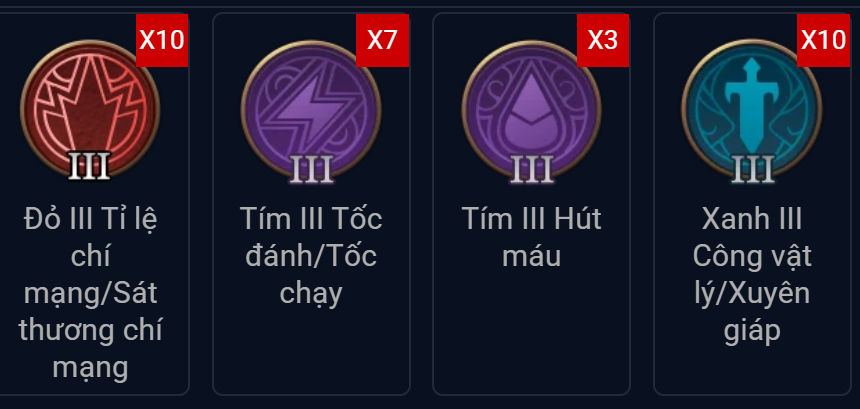 X10
III
Đỏ III Tỉ lệ
chí
mạng/Sát
thương chí
mạng
X7
III
Tím III Tốc
đánh/Tốc
chạy
X3
III
Tím III Hút
máu
X10
III
Xanh III
Công vật
lý/Xuyên
giáp